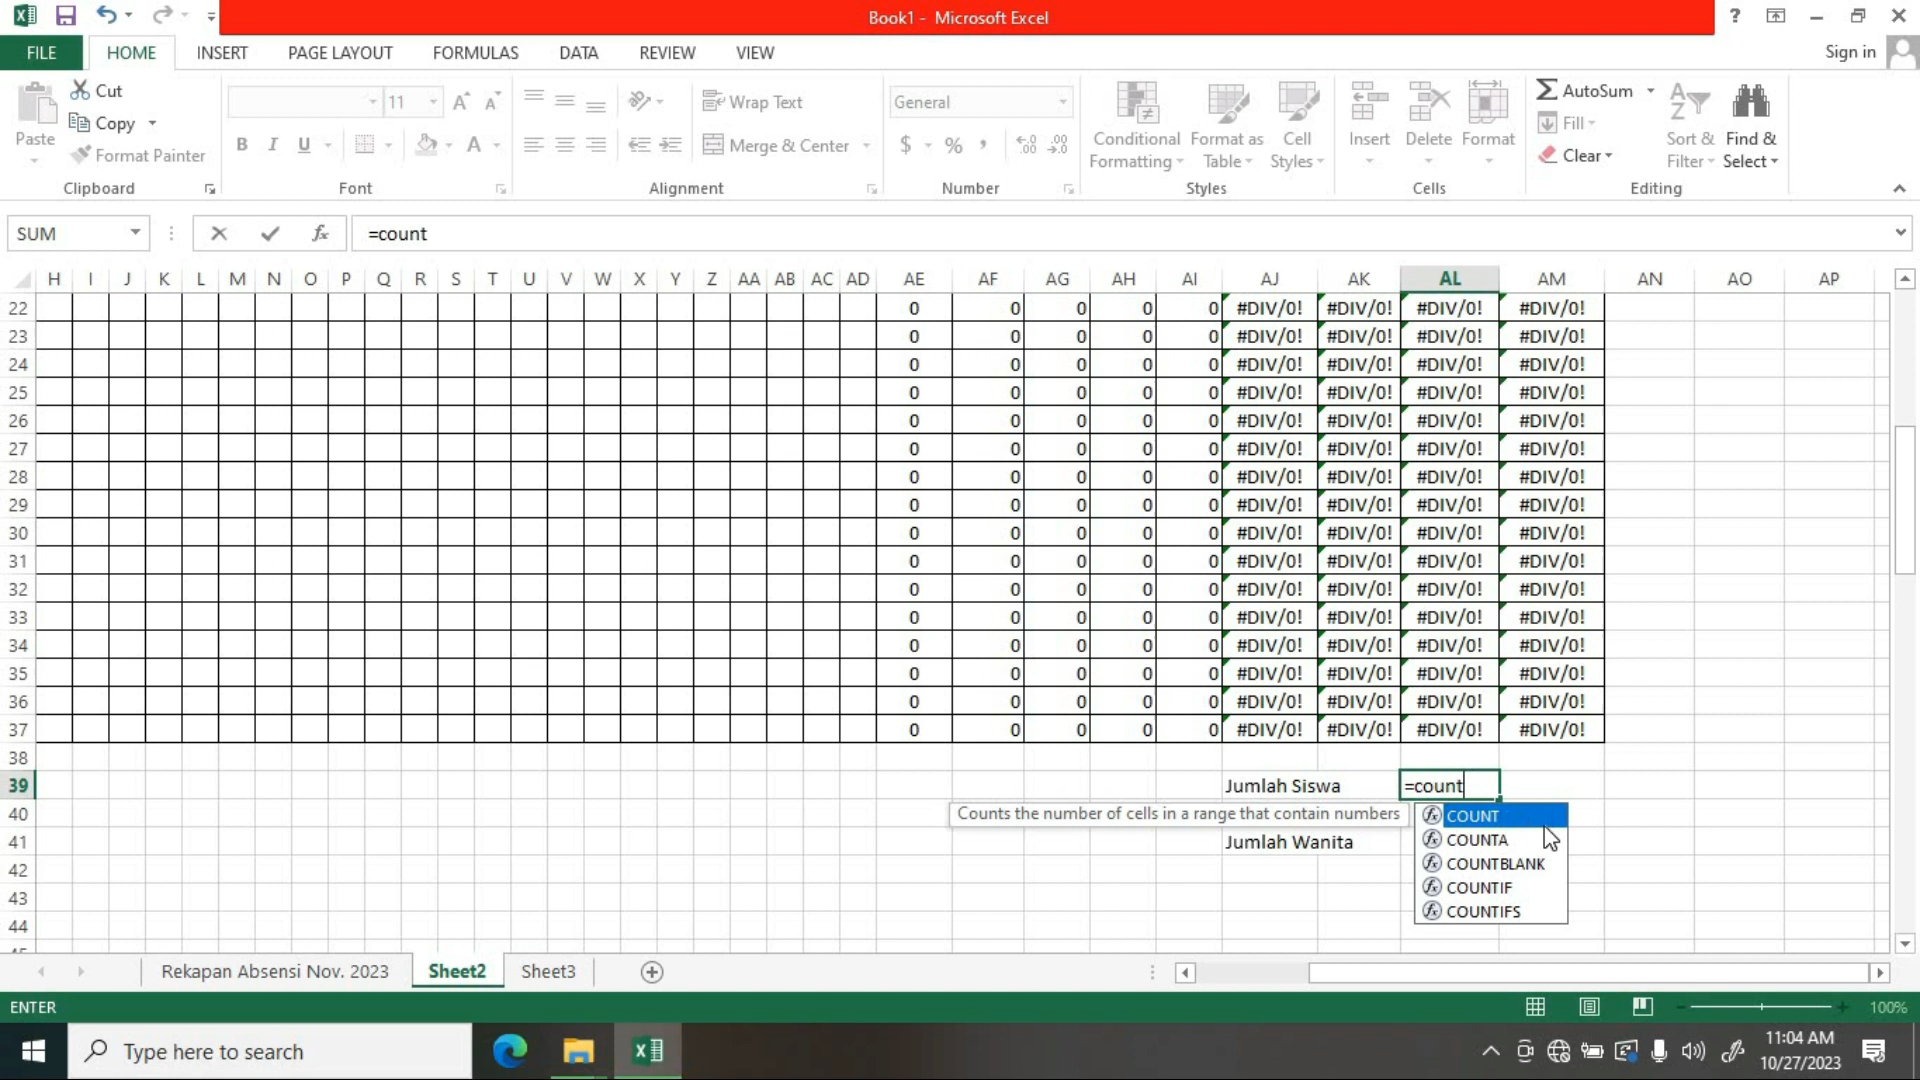 Book1 - Microsoft Excel
FILE HOME INSERT PAGE LAYOUT FORMULAS DATA REVIEW VIEW Sign in
Paste Cut Copy Format Painter
11
Wrap Text
Merge & Center
General
$ % ,
Conditional Formatting
Format as Table
Cell Styles
Insert Delete Format
AutoSum
Fill
Clear
Sort & Filter
Find & Select
Clipboard Font Alignment Number Styles Cells Editing
SUM fx =count
H I J K L M N O P Q R S T U V W X Y Z AA AB AC AD AE AF AG AH AI AJ AK AL AM AN AO AP
22 0 0 0 0 0 #DIV/0! #DIV/0! #DIV/0! #DIV/0!
23 0 0 0 0 0 #DIV/0! #DIV/0! #DIV/0! #DIV/0!
24 0 0 0 0 0 #DIV/0! #DIV/0! #DIV/0! #DIV/0!
25 0 0 0 0 0 #DIV/0! #DIV/0! #DIV/0! #DIV/0!
26 0 0 0 0 0 #DIV/0! #DIV/0! #DIV/0! #DIV/0!
27 0 0 0 0 0 #DIV/0! #DIV/0! #DIV/0! #DIV/0!
28 0 0 0 0 0 #DIV/0! #DIV/0! #DIV/0! #DIV/0!
29 0 0 0 0 0 #DIV/0! #DIV/0! #DIV/0! #DIV/0!
30 0 0 0 0 0 #DIV/0! #DIV/0! #DIV/0! #DIV/0!
31 0 0 0 0 0 #DIV/0! #DIV/0! #DIV/0! #DIV/0!
32 0 0 0 0 0 #DIV/0! #DIV/0! #DIV/0! #DIV/0!
33 0 0 0 0 0 #DIV/0! #DIV/0! #DIV/0! #DIV/0!
34 0 0 0 0 0 #DIV/0! #DIV/0! #DIV/0! #DIV/0!
35 0 0 0 0 0 #DIV/0! #DIV/0! #DIV/0! #DIV/0!
36 0 0 0 0 0 #DIV/0! #DIV/0! #DIV/0! #DIV/0!
37 0 0 0 0 0 #DIV/0! #DIV/0! #DIV/0! #DIV/0!
38
39 Jumlah Siswa =count
40 Counts the number of cells in a range that contain numbers COUNT
COUNTA
41 Jumlah Wanita
42 COUNTBLANK
43 COUNTIF
44 COUNTIFS
Rekapan Absensi Nov. 2023 Sheet2 Sheet3
ENTER 100%
Type here to search
11:04 AM
10/27/2023